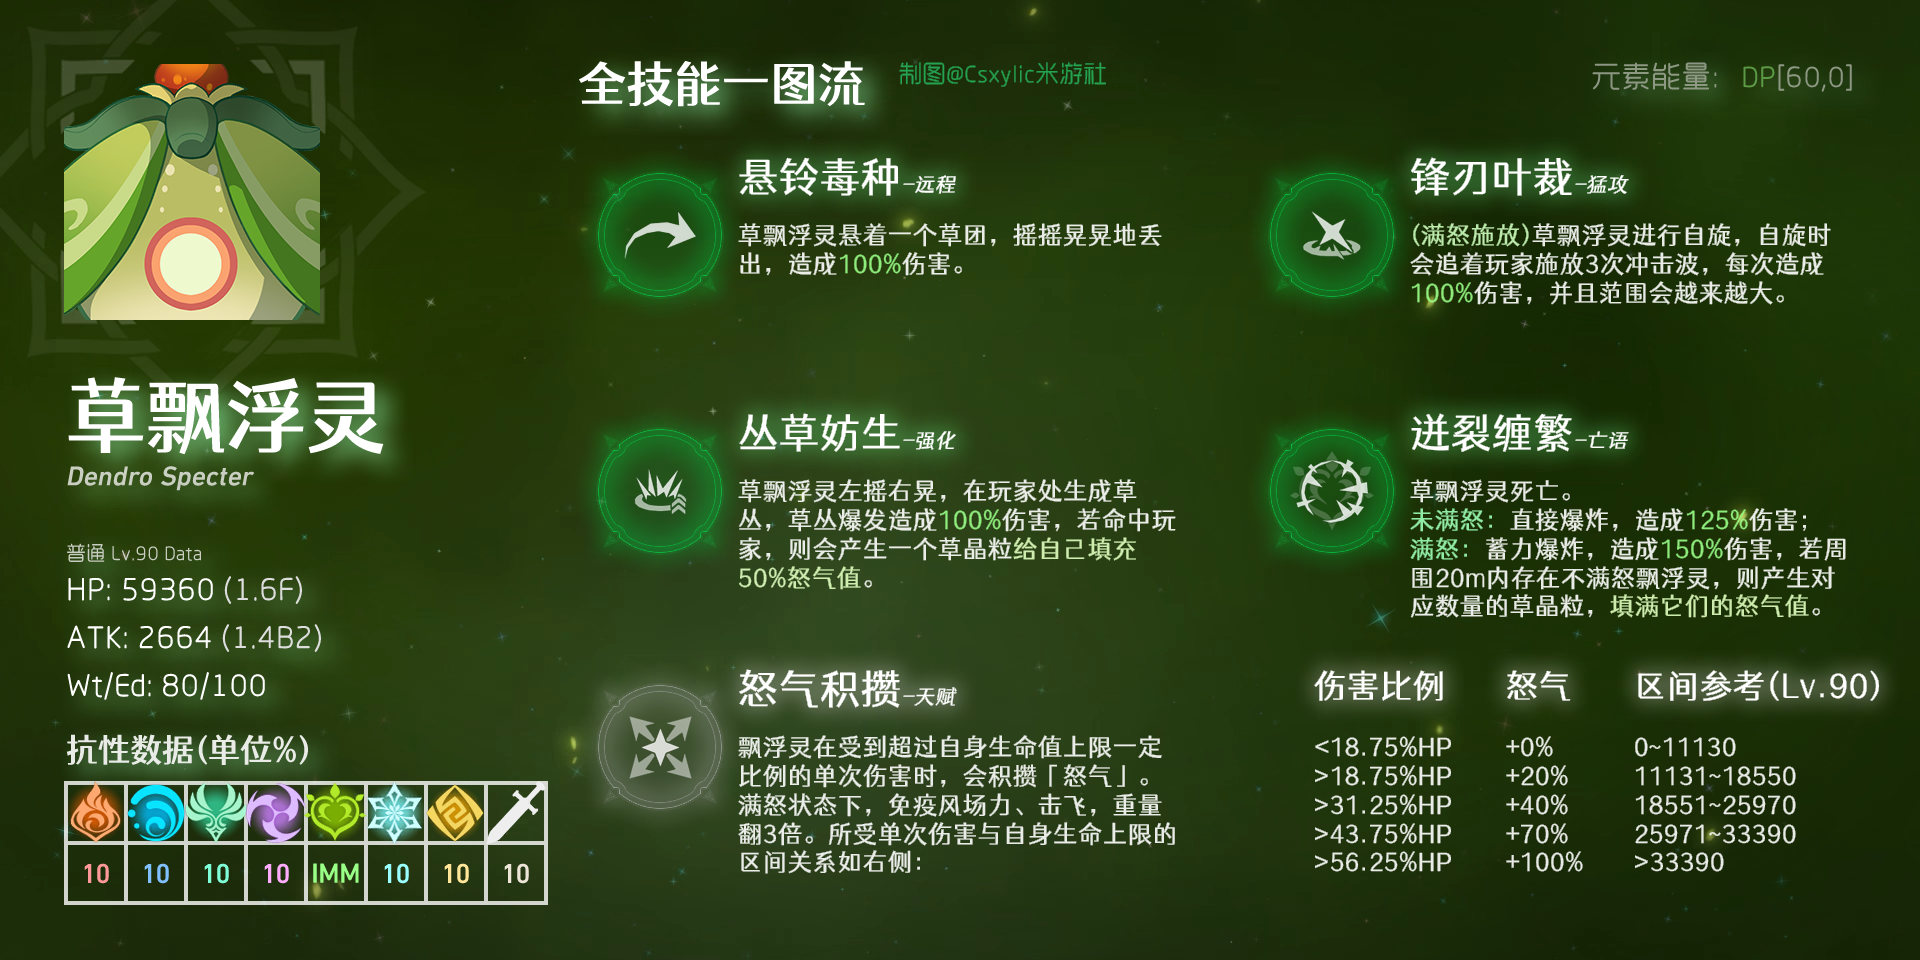 全技能一图流
制图@Csxylic米游社
元素能量：DP[60,0]
草飘浮灵
Dendro Specter
普通 Lv.90 Data
HP: 59360 (1.6F)
ATK: 2664 (1.4B2)
Wt/Ed: 80/100
抗性数据(单位%)
10 10 10 10 IMM 10 10 10
悬铃毒种-远程
草飘浮灵悬着一个草团，摇摇晃晃地丢
出，造成100%伤害。
锋刃叶裁-猛攻
(满怒施放)草飘浮灵进行自旋，自旋时
会追着玩家施放3次冲击波，每次造成
100%伤害，并且范围会越来越大。
丛草妨生-强化
草飘浮灵左摇右晃，在玩家处生成草
丛，草丛爆发造成100%伤害，若命中玩
家，则会产生一个草晶粒给自己填充
50%怒气值。
迸裂缠繁-亡语
草飘浮灵死亡。
未满怒：直接爆炸，造成125%伤害；
满怒：蓄力爆炸，造成150%伤害，若周
围20m内存在不满怒飘浮灵，则产生对
应数量的草晶粒，填满它们的怒气值。
怒气积攒-天赋
飘浮灵在受到超过自身生命值上限一定
比例的单次伤害时，会积攒「怒气」。
满怒状态下，免疫风场力、击飞，重量
翻3倍。所受单次伤害与自身生命上限的
区间关系如右侧：
伤害比例 怒气 区间参考(Lv.90)
<18.75%HP +0% 0~11130
>18.75%HP +20% 11131~18550
>31.25%HP +40% 18551~25970
>43.75%HP +70% 25971~33390
>56.25%HP +100% >33390